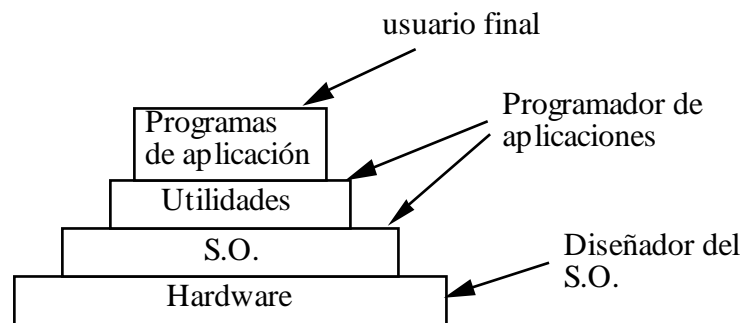 usuario final
Programas
de aplicación
Programador de
aplicaciones
Utilidades
S.O.
Diseñador del
S.O.
Hardware